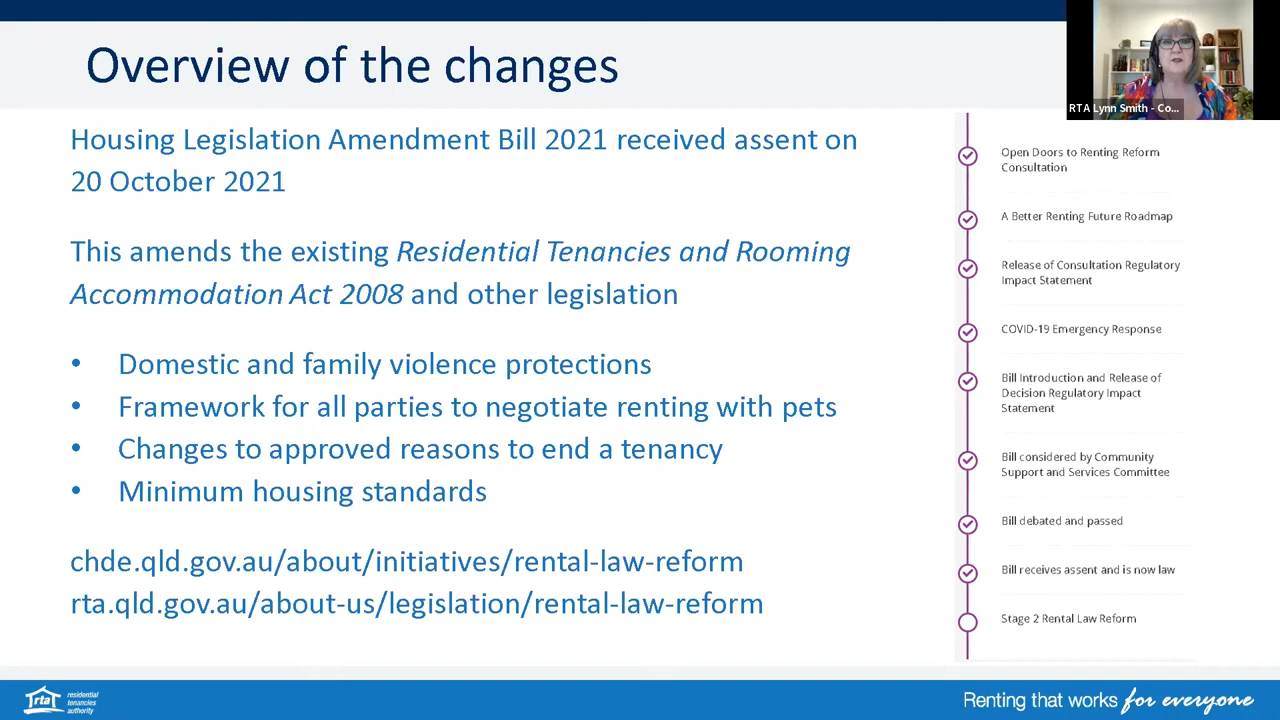 Overview of the changes
RTA Lynn Smith - Co...
Housing Legislation Amendment Bill 2021 received assent on
20 October 2021
This amends the existing Residential Tenancies and Rooming
Accommodation Act 2008 and other legislation
• Domestic and family violence protections
• Framework for all parties to negotiate renting with pets
• Changes to approved reasons to end a tenancy
• Minimum housing standards
chde.qld.gov.au/about/initiatives/rental-law-reform
rta.qld.gov.au/about-us/legislation/rental-law-reform
Open Doors to Renting Reform
Consultation
A Better Renting Future Roadmap
Release of Consultation Regulatory
Impact Statement
COVID-19 Emergency Response
Bill Introduction and Release of
Decision Regulatory Impact
Statement
Bill considered by Community
Support and Services Committee
Bill debated and passed
Bill receives assent and is now law
Stage 2 Rental Law Reform
rta
residential
tenancies
authority
Renting that works for everyone